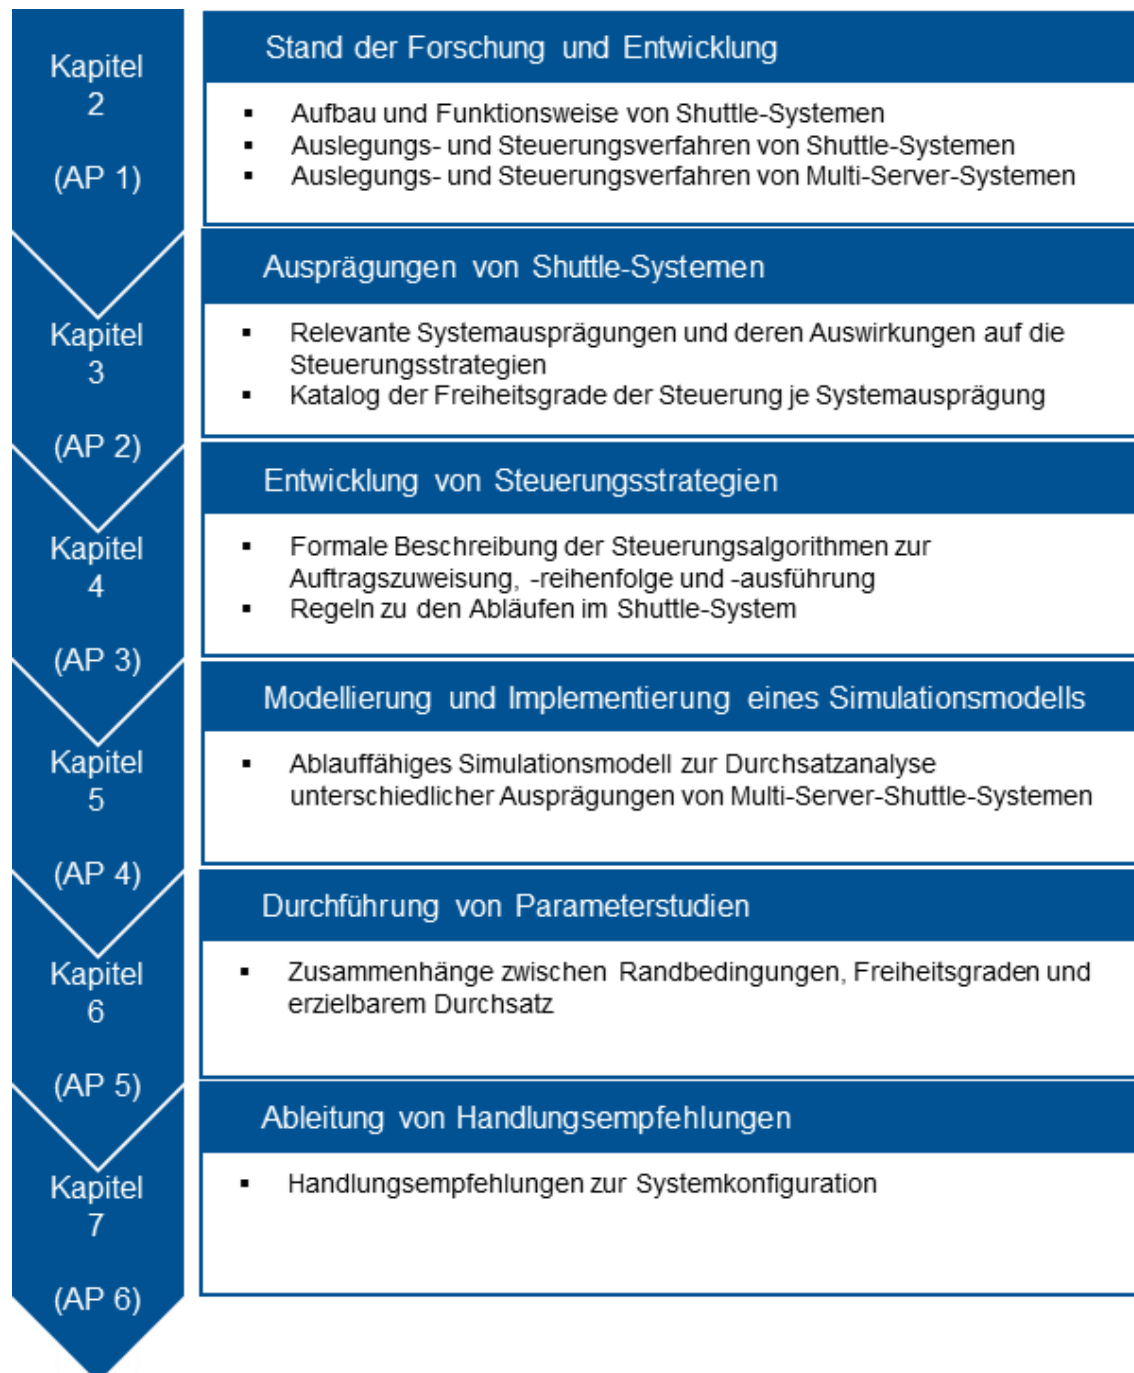 Kapitel
2
(AP 1)
Stand der Forschung und Entwicklung
▪ Aufbau und Funktionsweise von Shuttle-Systemen
▪ Auslegungs- und Steuerungsverfahren von Shuttle-Systemen
▪ Auslegungs- und Steuerungsverfahren von Multi-Server-Systemen
Kapitel
3
(AP 2)
Ausprägungen von Shuttle-Systemen
▪ Relevante Systemausprägungen und deren Auswirkungen auf die
Steuerungsstrategien
▪ Katalog der Freiheitsgrade der Steuerung je Systemausprägung
Kapitel
4
(AP 3)
Entwicklung von Steuerungsstrategien
▪ Formale Beschreibung der Steuerungsalgorithmen zur
Auftragszuweisung, -reihenfolge und -ausführung
▪ Regeln zu den Abläufen im Shuttle-System
Kapitel
5
(AP 4)
Modellierung und Implementierung eines Simulationsmodells
▪ Ablauffähiges Simulationsmodell zur Durchsatzanalyse
unterschiedlicher Ausprägungen von Multi-Server-Shuttle-Systemen
Kapitel
6
(AP 5)
Durchführung von Parameterstudien
▪ Zusammenhänge zwischen Randbedingungen, Freiheitsgraden und
erzielbarem Durchsatz
Kapitel
7
(AP 6)
Ableitung von Handlungsempfehlungen
▪ Handlungsempfehlungen zur Systemkonfiguration